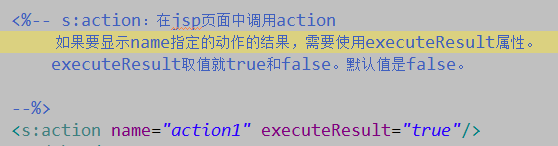 <%-- s:action：在jsp页面中调用action
如果要显示name指定的动作的结果，需要使用executeResult属性。
executeResult取值就true和false。默认值是false。
--%>
<s:action name="action1" executeResult="true"/>